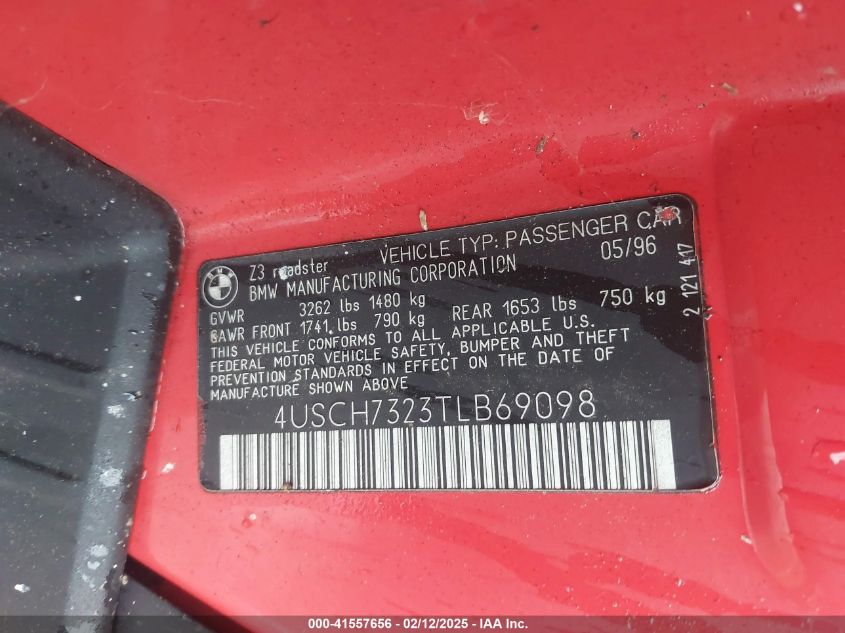 BMW
Z3 roadster VEHICLE TYP: PASSENGER CAR
BMW MANUFACTURING CORPORATION 05/96
GVWR 3262 lbs 1480 kg
GAWR FRONT 1741 lbs 790 kg REAR 1653 lbs 750 kg
THIS VEHICLE CONFORMS TO ALL APPLICABLE U.S.
FEDERAL MOTOR VEHICLE SAFETY, BUMPER AND THEFT
PREVENTION STANDARDS IN EFFECT ON THE DATE OF
MANUFACTURE SHOWN ABOVE
4USCH7323TLB69098
2 121 417
000-41557656 - 02/12/2025 - IAA Inc.